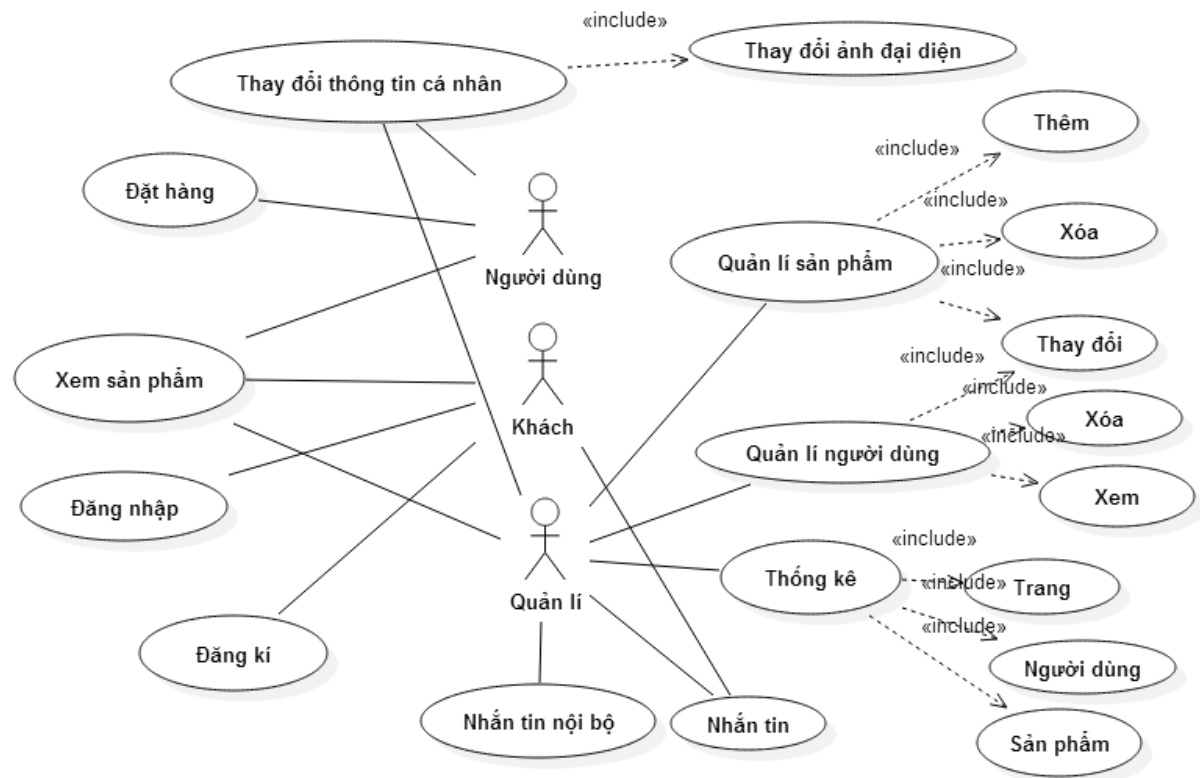 «include»
Thay đổi ảnh đại diện
Thay đổi thông tin cá nhân
Thêm
«include»
Đặt hàng
«include»
Xóa
Người dùng
Quản lí sản phẩm
«include»
Thay đổi
«include»
Xem sản phẩm
«include»
Khách
Xóa
«include»
Quản lí người dùng
Xem
Đăng nhập
«include»
Thống kê
«include»
Trang
Quản lí
«include»
Đăng kí
Người dùng
Nhắn tin nội bộ
Nhắn tin
Sản phẩm